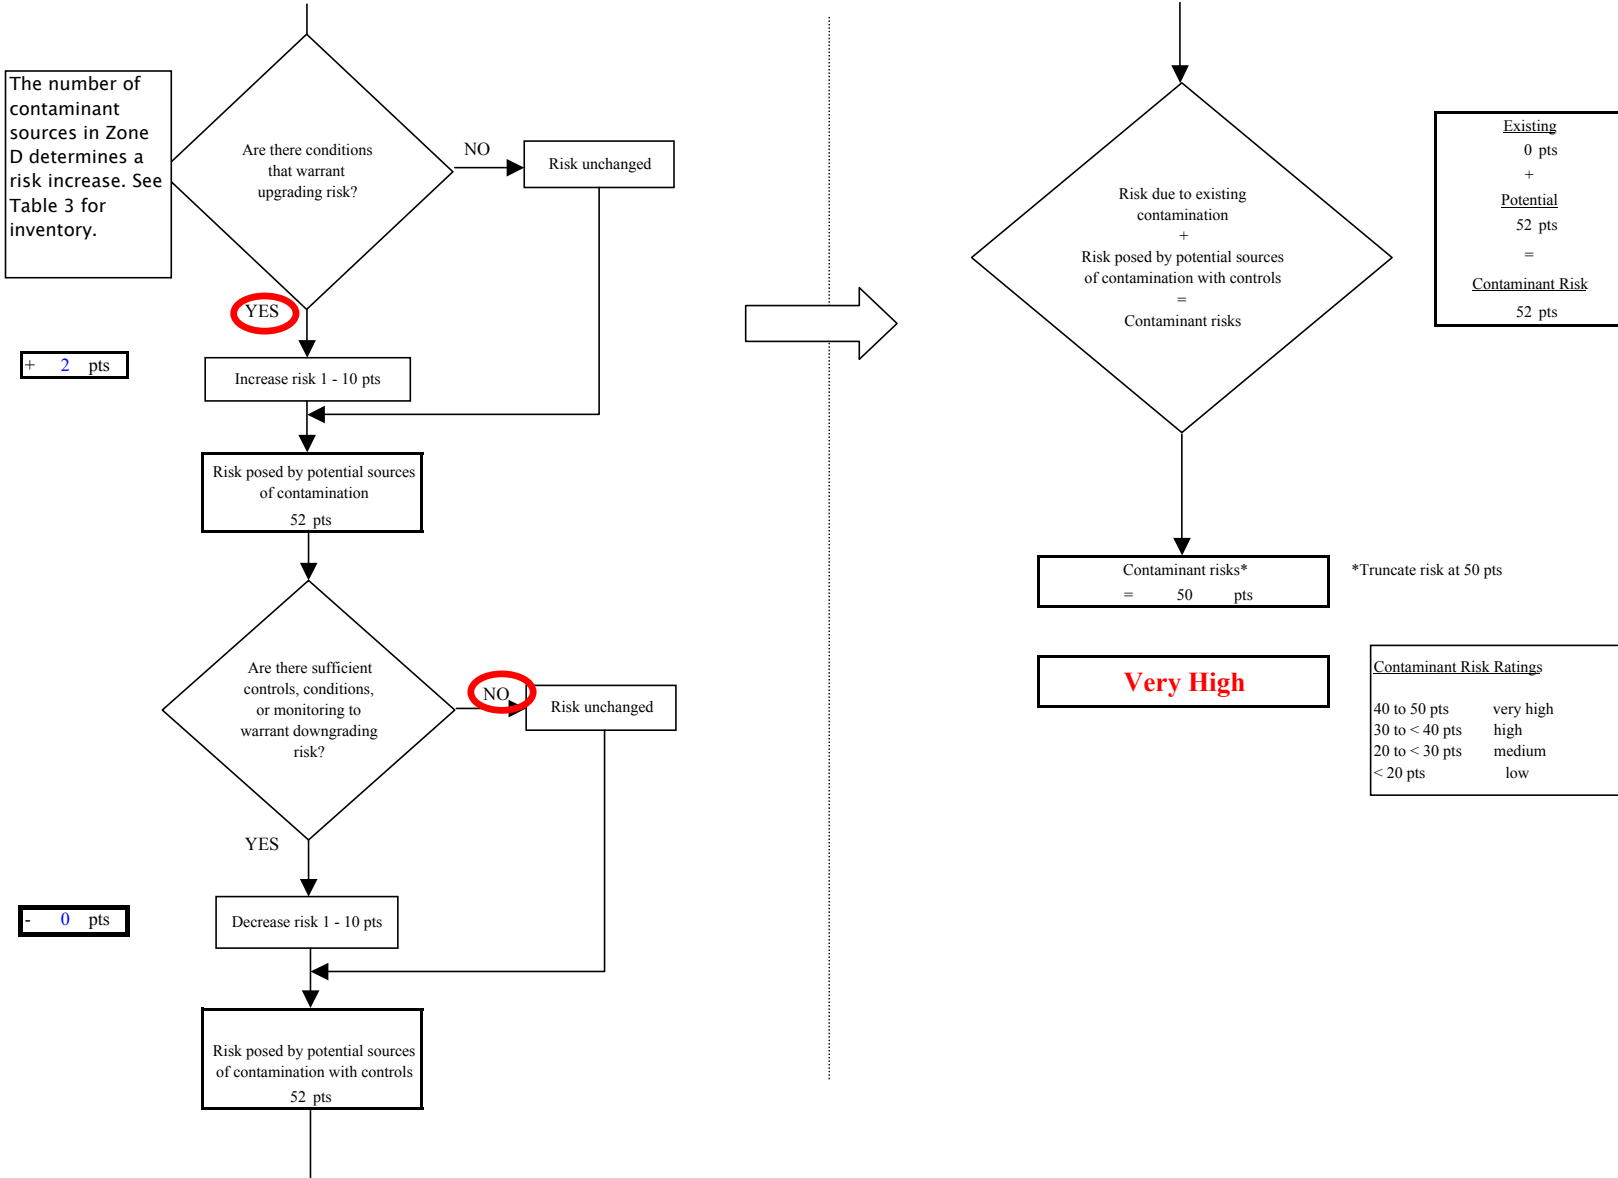 The number of
contaminant
sources in Zone
D determines a
risk increase. See
Table 3 for
inventory.
Are there conditions
that warrant
upgrading risk?
NO
Risk unchanged
YES
+ 2 pts
Increase risk 1 - 10 pts
Risk posed by potential sources
of contamination
52 pts
Are there sufficient
controls, conditions,
or monitoring to
warrant downgrading
risk?
NO
Risk unchanged
YES
- 0 pts
Decrease risk 1 - 10 pts
Risk posed by potential sources
of contamination with controls
52 pts
Risk due to existing
contamination
+
Risk posed by potential sources
of contamination with controls
=
Contaminant risks
Existing
0 pts
+
Potential
52 pts
=
Contaminant Risk
52 pts
Contaminant risks*
= 50 pts
*Truncate risk at 50 pts
Very High
Contaminant Risk Ratings
40 to 50 pts very high
30 to < 40 pts high
20 to < 30 pts medium
< 20 pts low